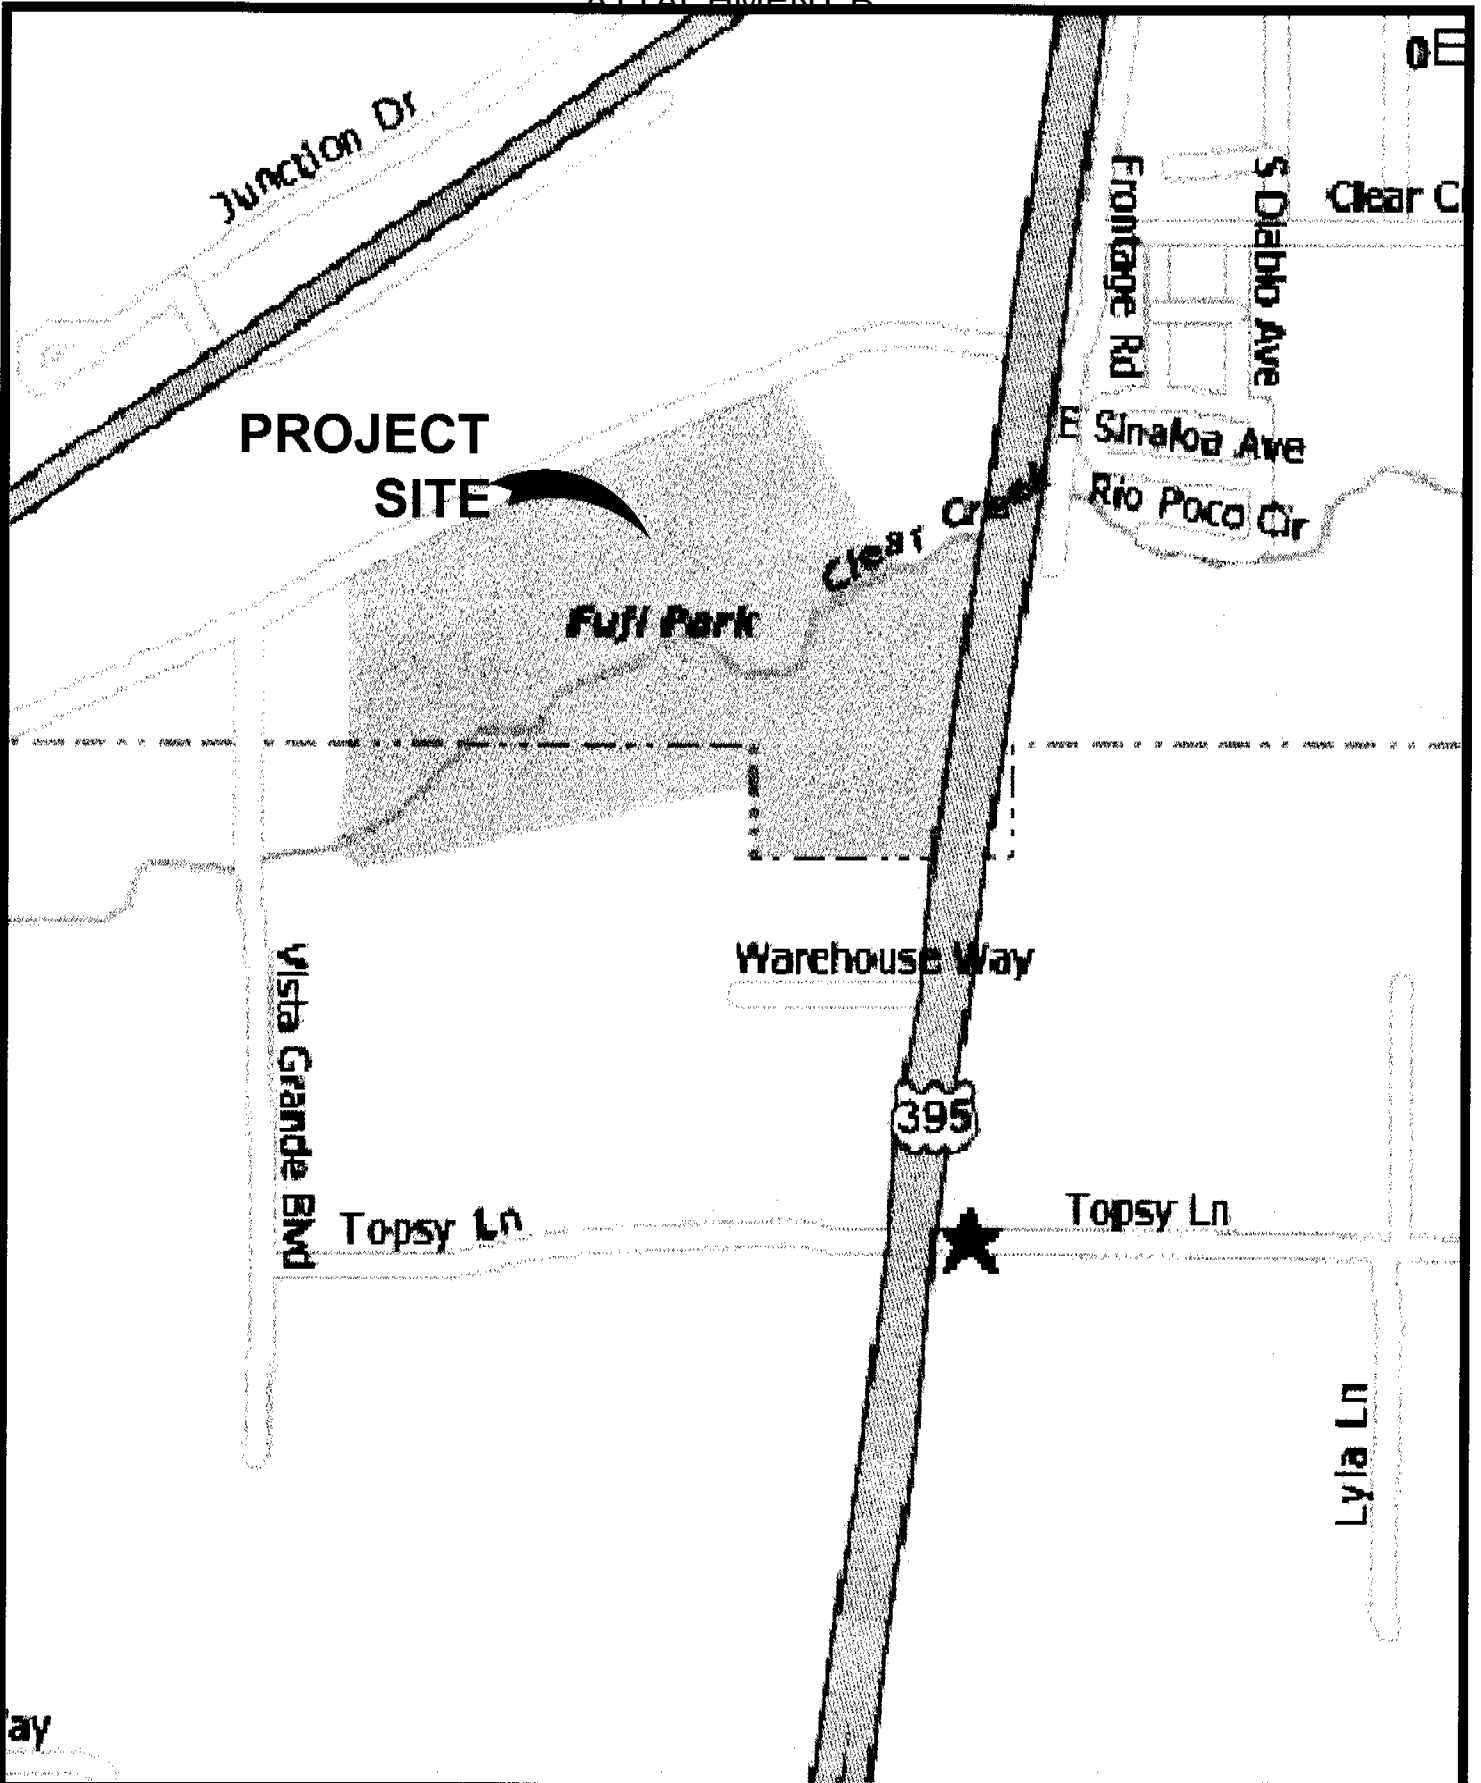 ATTACHMENT B
Junction Dr
Frontage Rd
S Diablo Ave
Clear C
PROJECT
SITE
E Sinaloa Ave
Rio Poco Cir
Clear Creek
Fuji Park
Warehouse Way
Vista Grande Blvd
395
Topsy Ln
Topsy Ln
Lyla Ln
ay